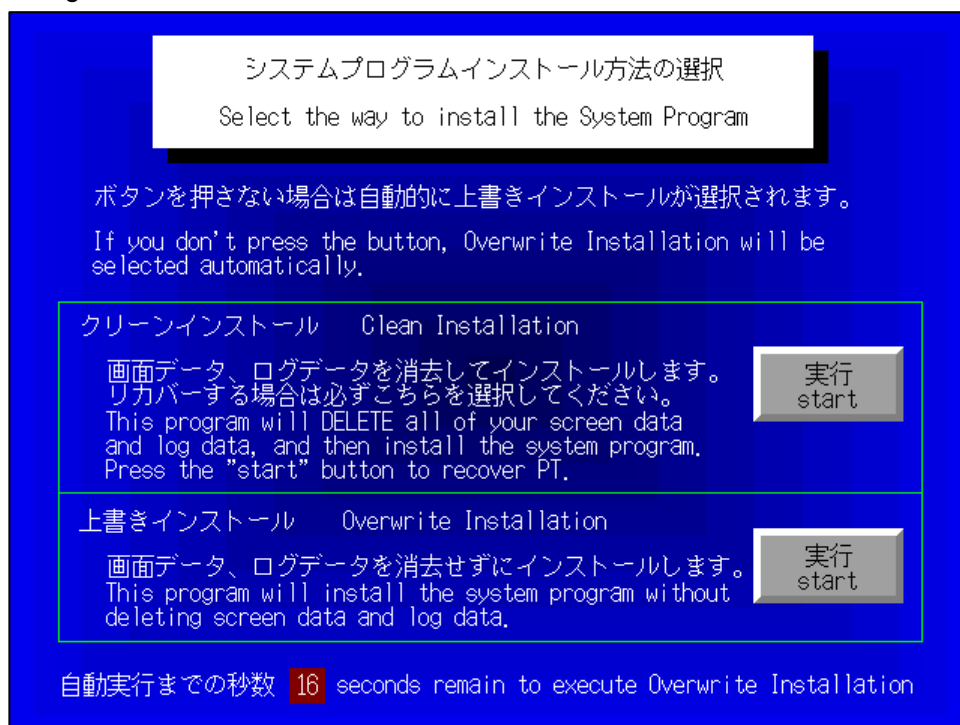 システムプログラムインストール方法の選択
Select the way to install the System Program
ボタンを押さない場合は自動的に上書きインストールが選択されます。
If you don't press the button, Overwrite Installation will be
selected automatically.
クリーンインストール Clean Installation
画面データ、ログデータを消去してインストールします。
リカバーする場合は必ずこちらを選択してください。
This program will DELETE all of your screen data
and log data, and then install the system program.
Press the "start" button to recover PT.
実行
start
上書きインストール Overwrite Installation
画面データ、ログデータを消去せずにインストールします。
This program will install the system program without
deleting screen data and log data.
実行
start
自動実行までの秒数 16 seconds remain to execute Overwrite Installation